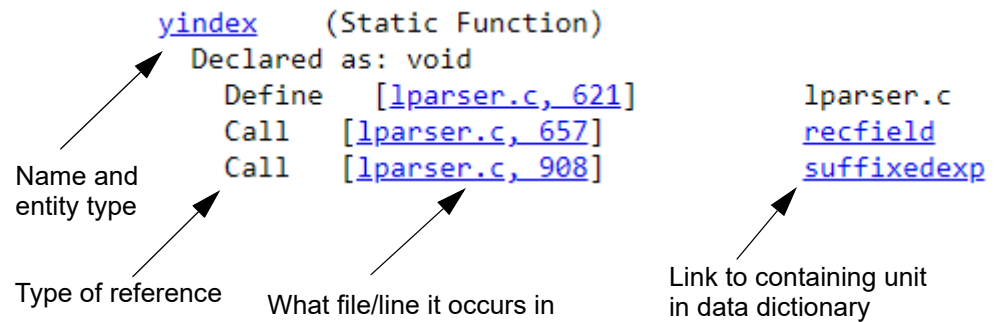 yindex (Static Function)
Declared as: void
Define [lparser.c, 621] lparser.c
Call [lparser.c, 657] recfield
Call [lparser.c, 908] suffixedexp
Name and
entity type
Type of reference
What file/line it occurs in
Link to containing unit
in data dictionary